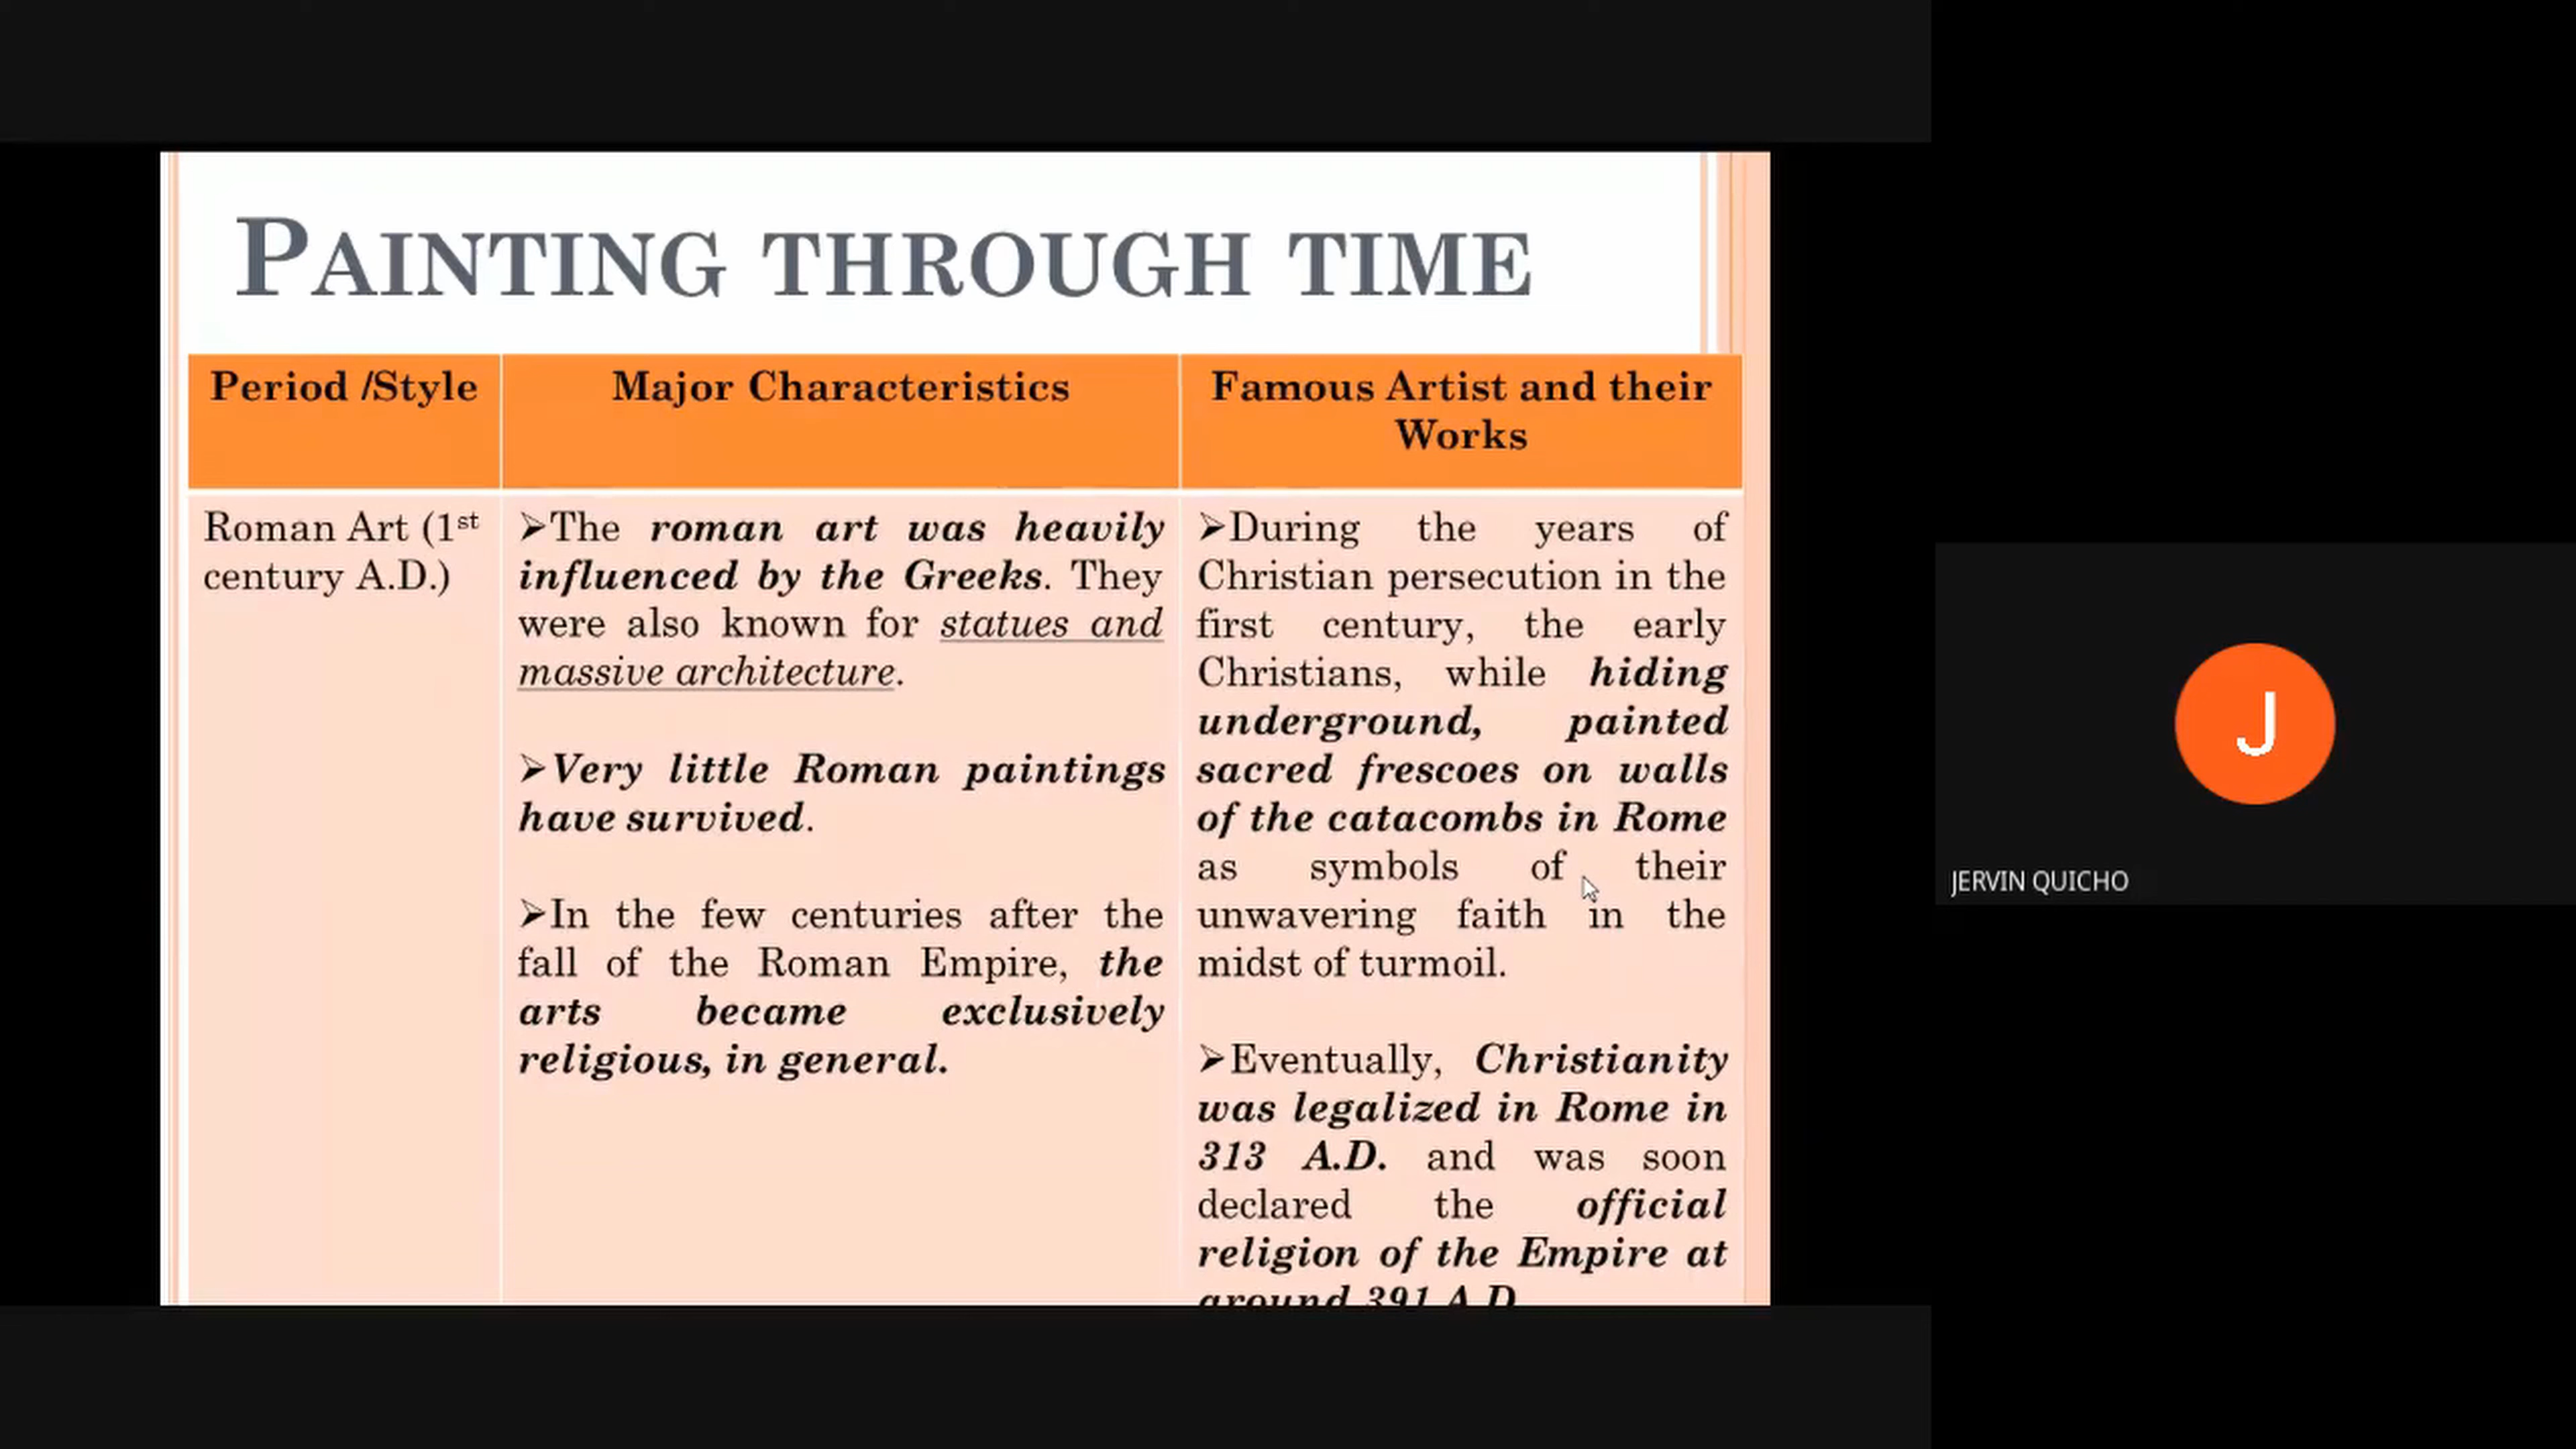 PAINTING THROUGH TIME
Period /Style
Major Characteristics
Famous Artist and their
Works
Roman Art (1st
century A.D.)
➢The roman art was heavily
influenced by the Greeks. They
were also known for statues and
massive architecture.
➢Very little Roman paintings
have survived.
➢In the few centuries after the
fall of the Roman Empire, the
arts became exclusively
religious, in general.
➢During the years of
Christian persecution in the
first century, the early
Christians, while hiding
underground, painted
sacred frescoes on walls
of the catacombs in Rome
as symbols of their
unwavering faith in the
midst of turmoil.
➢Eventually, Christianity
was legalized in Rome in
313 A.D. and was soon
declared the official
religion of the Empire at
around 391 A.D.
J
JERVIN QUICHO